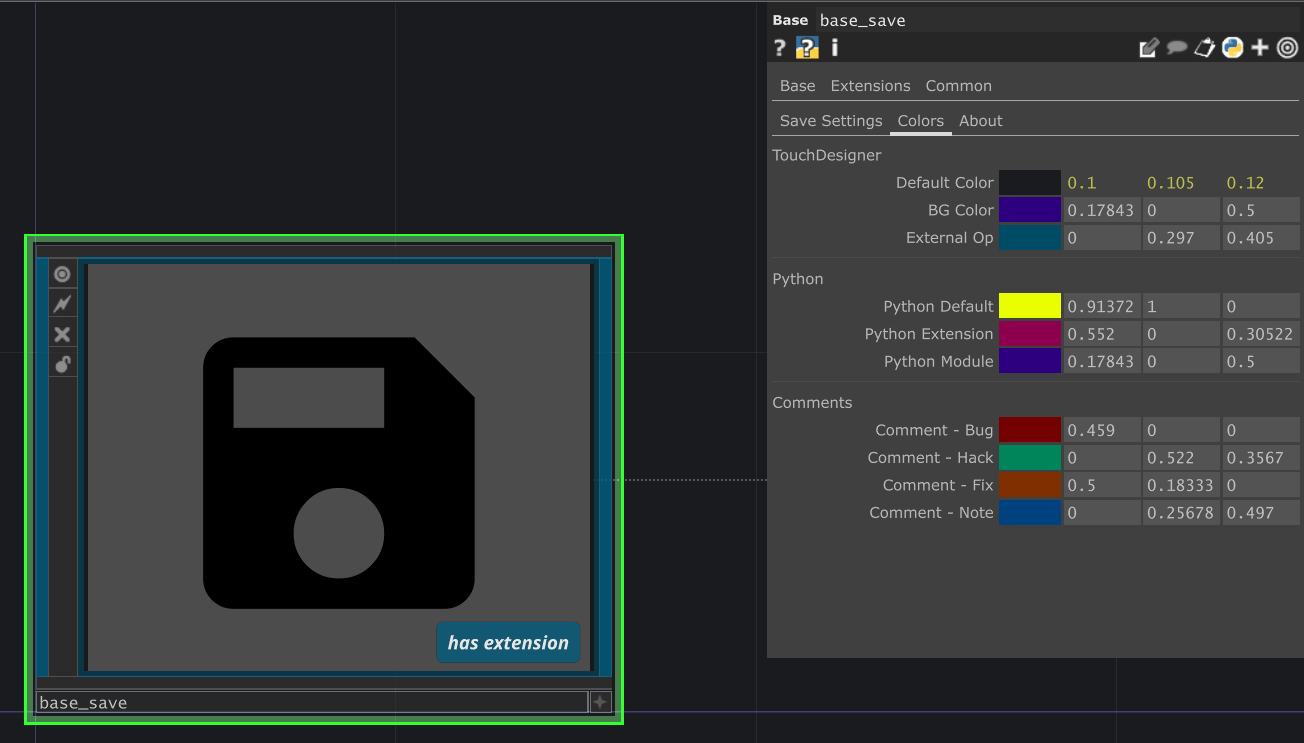 Base base_save
? ? i
Base Extensions Common
Save Settings Colors About
TouchDesigner
Default Color 0.1 0.105 0.12
BG Color 0.17843 0 0.5
External Op 0 0.297 0.405
Python
Python Default 0.91372 1 0
Python Extension 0.552 0 0.30522
Python Module 0.17843 0 0.5
Comments
Comment - Bug 0.459 0 0
Comment - Hack 0 0.522 0.3567
Comment - Fix 0.5 0.18333 0
Comment - Note 0 0.25678 0.497
has extension
base_save